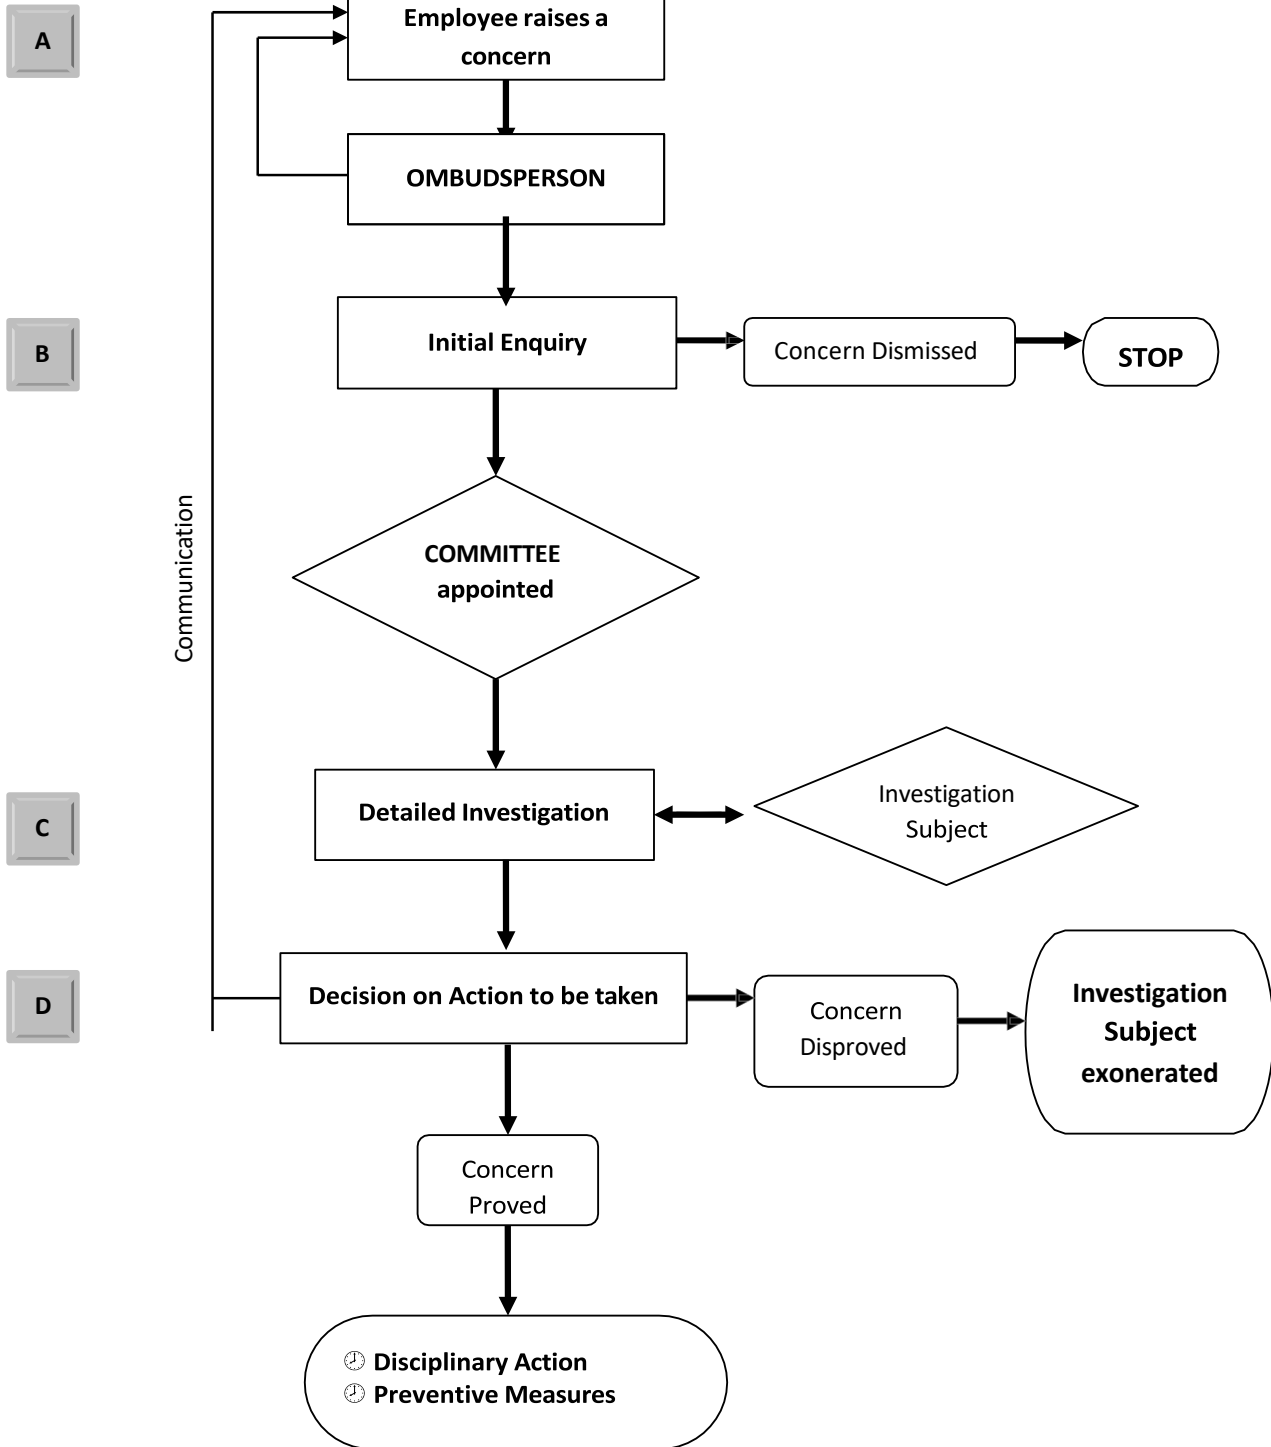 A
Employee raises a
concern
OMBUDSPERSON
B
Initial Enquiry
Concern Dismissed
STOP
Communication
COMMITTEE
appointed
C
Detailed Investigation
Investigation
Subject
D
Decision on Action to be taken
Concern
Disproved
Investigation
Subject
exonerated
Concern
Proved
Disciplinary Action
Preventive Measures